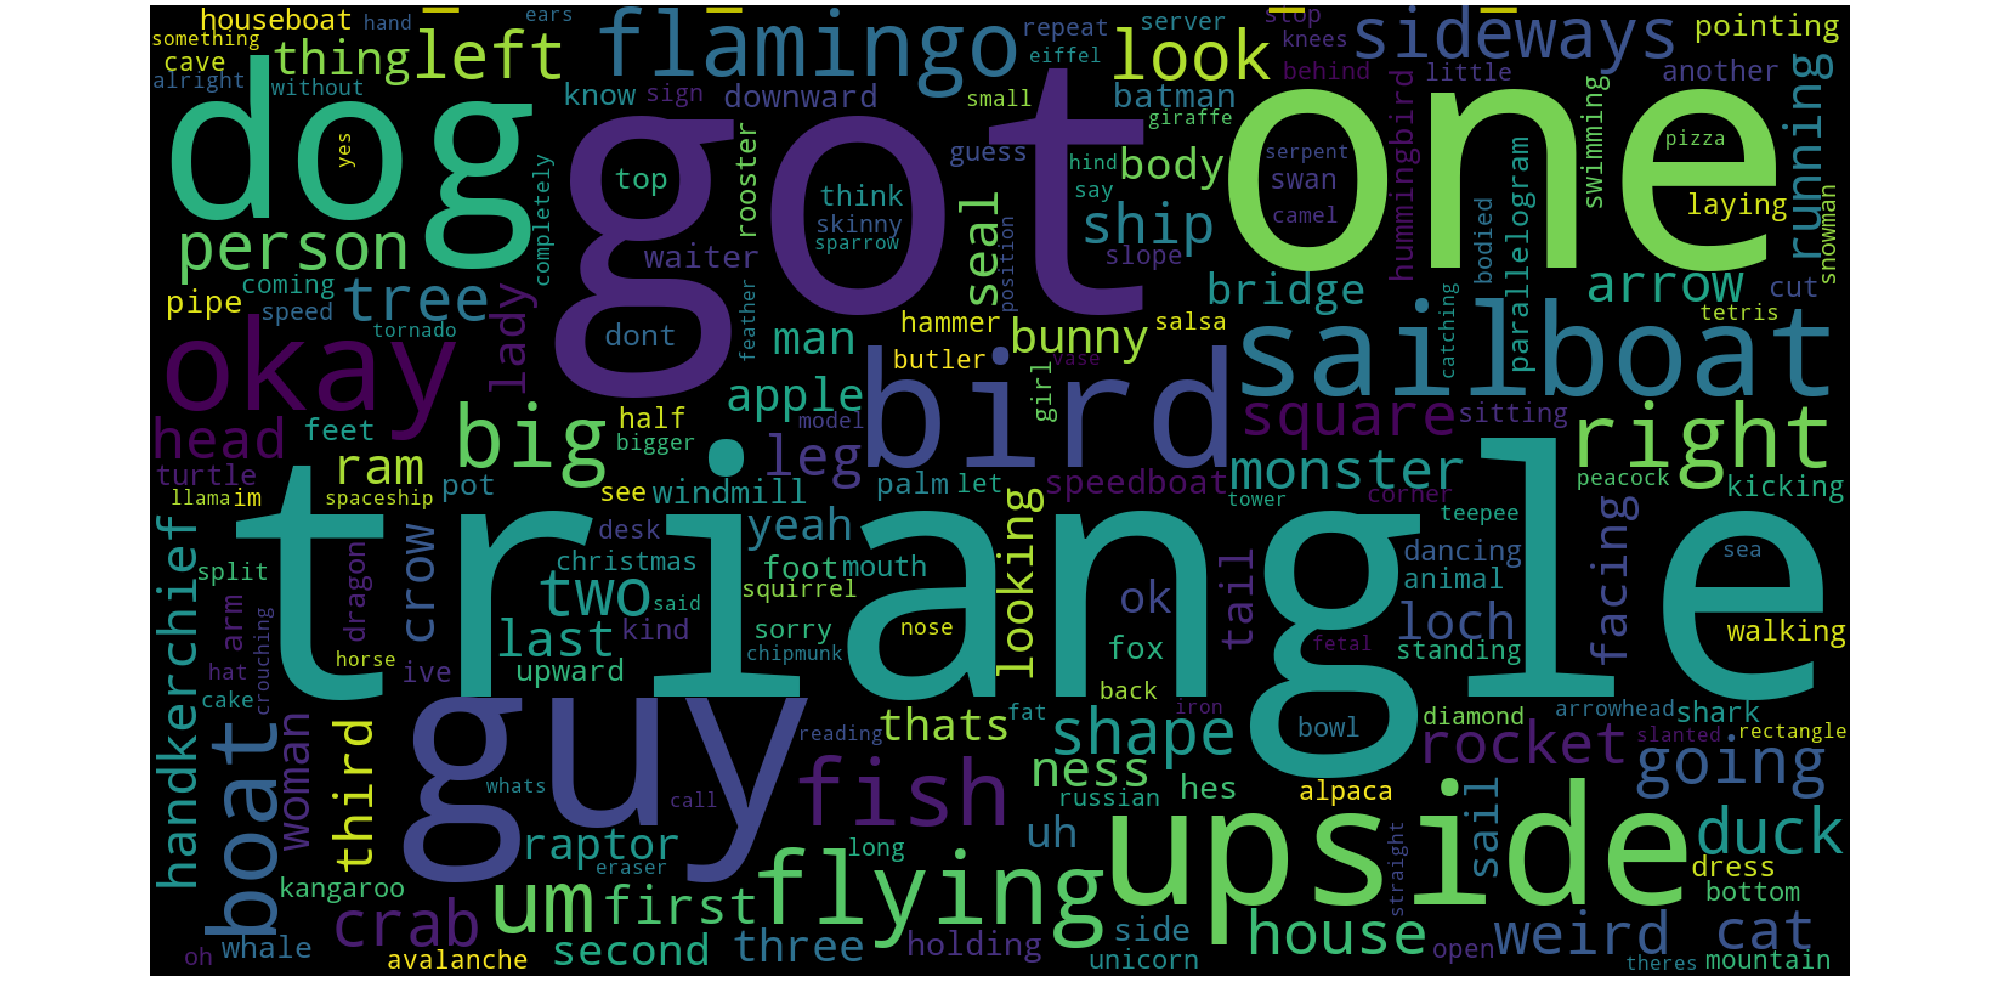 houseboat
hand
ears
flamingo
repeat
server
stop
sideways
pointing
something
thing
left
eiffel
look
knees
cave
alright
without
know
sign
downward
small
batman
behind
little
another
running
dog
got
one
giraffe
hummingbird
swimming
pizza
yes
top
completely
rooster
think
skinny
sparrow
guess
hind
say
body
serpent
swan
camel
bodied
parallelogram
laying
snowman
person
waiter
seal
position
ship
slope
coming
speed
pipe
tree
tornado
lady
dont
feather
man
hammer
bunny
salsa
bridge
catching
arrow
cut
tetris
okay
butler
vase
girl
sailboat
apple
bird
head
feet
big
half
bigger
model
leg
square
sitting
right
turtle
ram
pot
see
windmill
palm
let
speedboat
monster
tower
corner
peacock
kicking
llama
im
spaceship
triangle
handkerchief
split
crow
desk
christmas
yeah
looking
teepee
facing
sea
dragon
two
said
foot
mouth
squirrel
ok
tail
dancing
animal
arm
crouching
last
kind
sorry
nose
chipmunk
fox
fetal
loch
standing
walking
hat
horse
ive
upward
back
cake
iron
boat
woman
third
guy
thats
fat
reading
shape
bowl
diamond
arrowhead
shark
rocket
slanted
rectangle
whats
call
fish
ness
russian
hes
alpaca
going
raptor
eraser
long
uh
upside
straight
sail
duck
dress
kangaroo
um
first
flying
bottom
crab
second
three
holding
side
unicorn
house
open
weird
cat
oh
whale
avalanche
theres
mountain